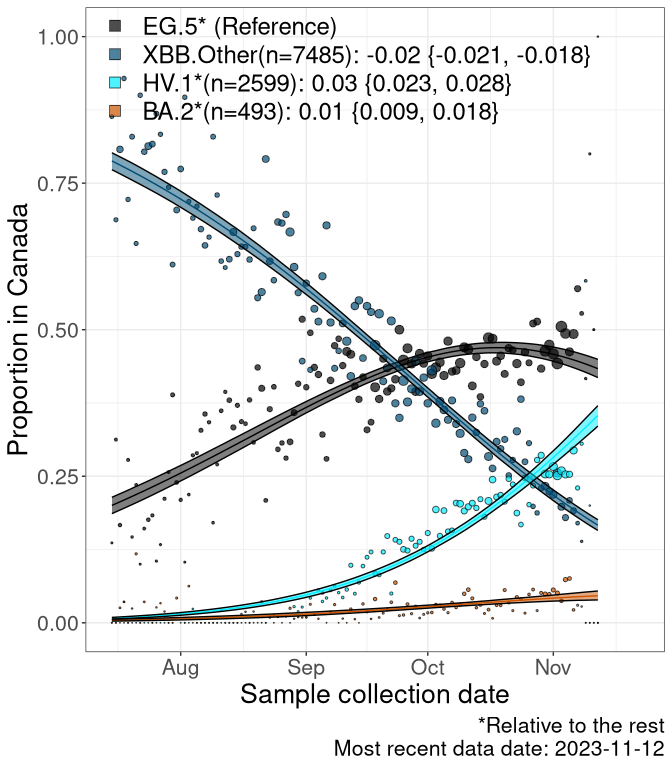 EG.5* (Reference)
XBB.Other(n=7485): -0.02 {-0.021, -0.018}
HV.1*(n=2599): 0.03 {0.023, 0.028}
BA.2*(n=493): 0.01 {0.009, 0.018}
1.00
0.75
0.50
0.25
0.00
Proportion in Canada
Aug Sep Oct Nov
Sample collection date
*Relative to the rest
Most recent data date: 2023-11-12